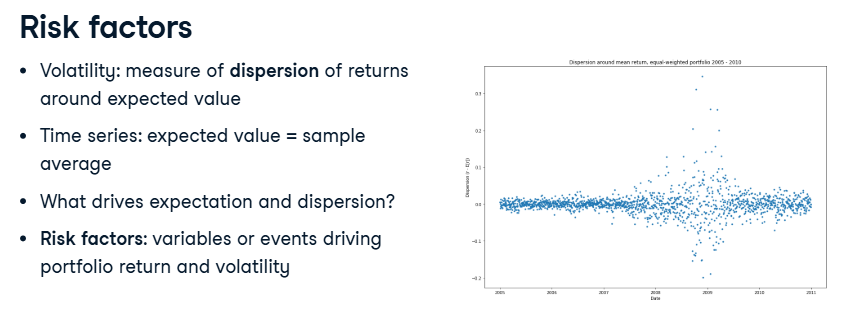 Risk factors
• Volatility: measure of dispersion of returns
around expected value
• Time series: expected value = sample
average
• What drives expectation and dispersion?
• Risk factors: variables or events driving
portfolio return and volatility
Dispersion around mean return, equal-weighted portfolio 2005 - 2010
Dispersion (r - E(r))
0.3
0.2
0.1
0.0
−0.1
−0.2
2005 2006 2007 2008 2009 2010 2011
Date